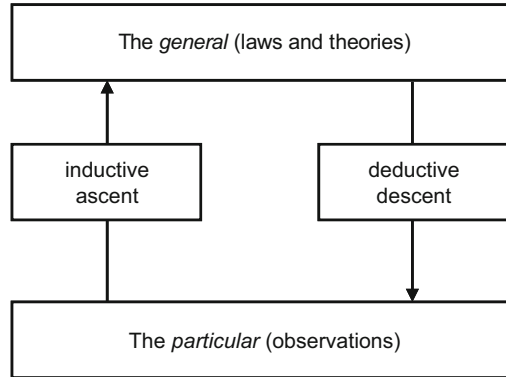 The general (laws and theories)
inductive
ascent
deductive
descent
The particular (observations)